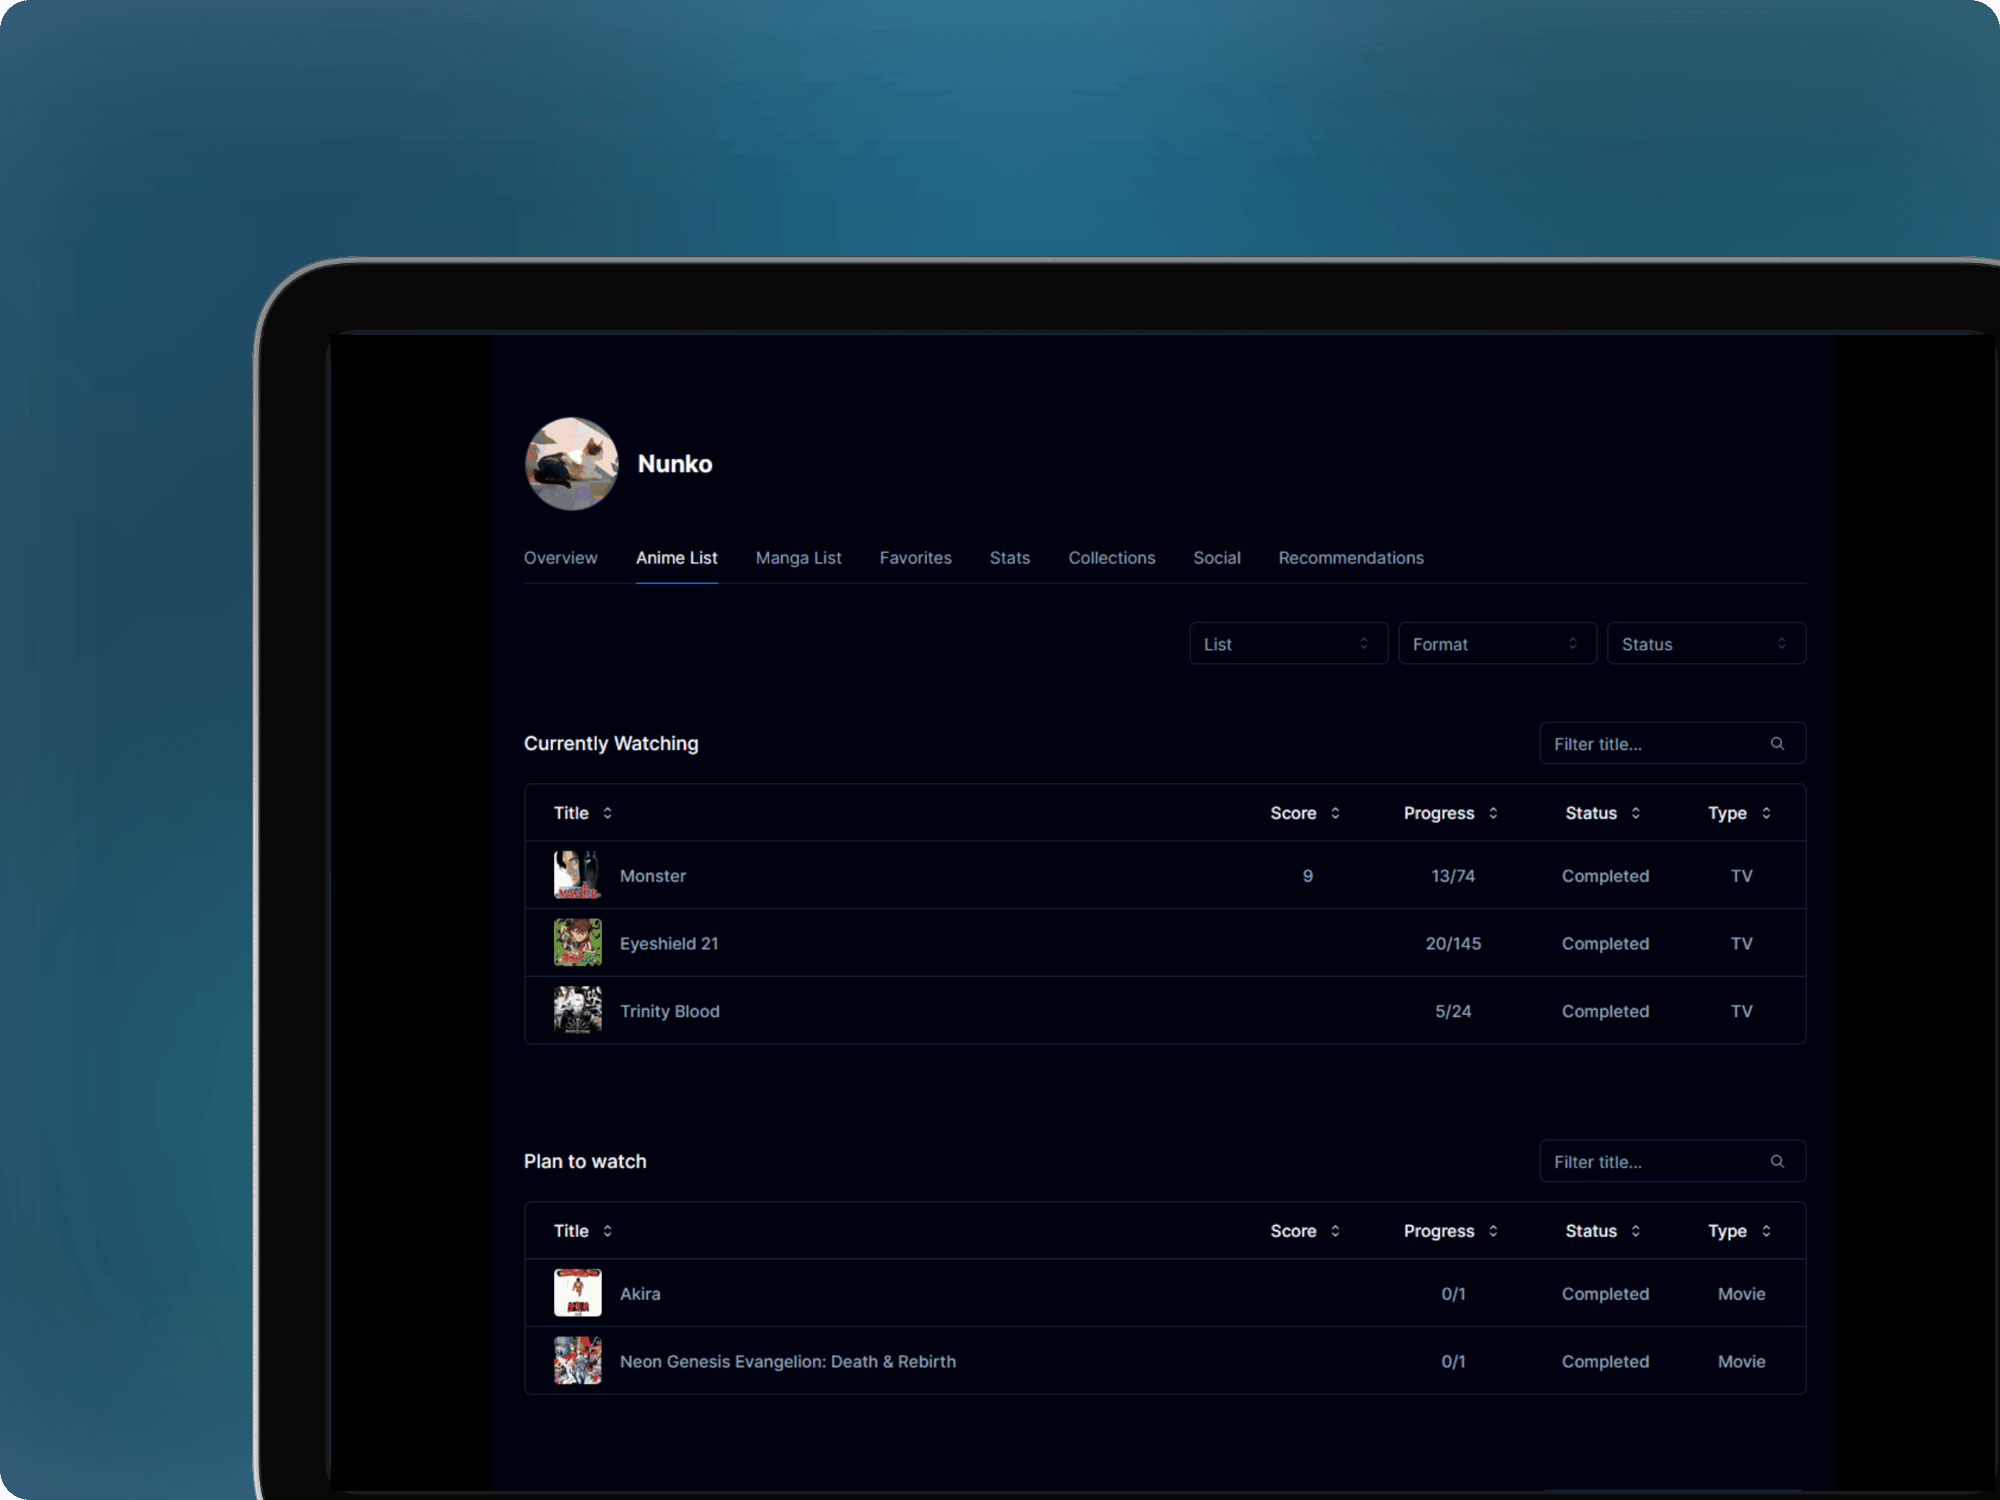 Nunko
Overview Anime List Manga List Favorites Stats Collections Social Recommendations
List Format Status
Currently Watching Filter title...
Title Score Progress Status Type
Monster 9 13/74 Completed TV
Eyeshield 21 20/145 Completed TV
Trinity Blood 5/24 Completed TV
Plan to watch Filter title...
Title Score Progress Status Type
Akira 0/1 Completed Movie
Neon Genesis Evangelion: Death & Rebirth 0/1 Completed Movie